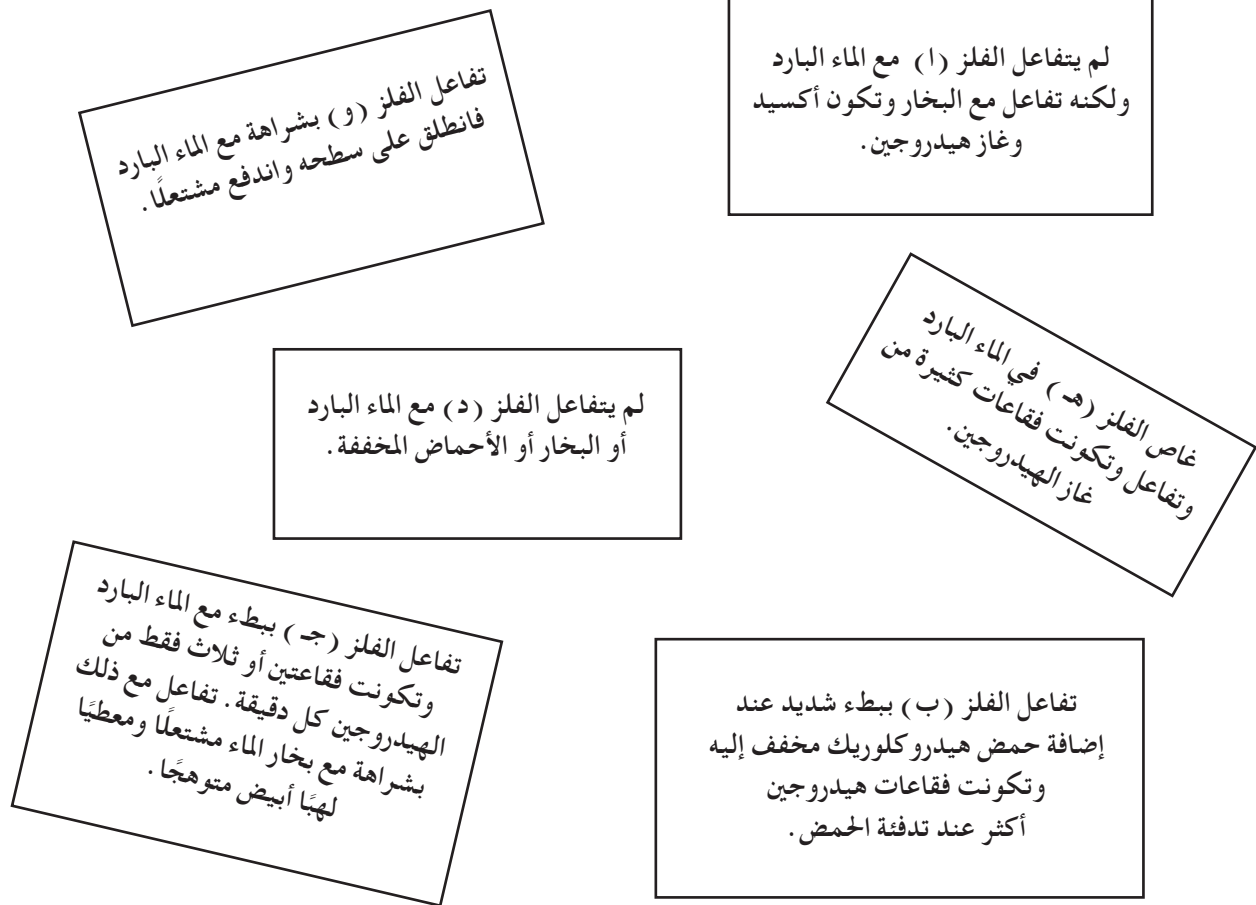 لم يتفاعل الفلز (ا) مع الماء البارد
ولكنه تفاعل مع البخار وتكون أكسيد
وغاز هيدروجين.
تفاعل الفلز (و) بشراهة مع الماء البارد
فانطلق على سطحه واندفع مشتعلًا.
غاص الفلز (هـ) في الماء البارد
وتفاعل وتكونت فقاعات كثيرة من
غاز الهيدروجين.
لم يتفاعل الفلز (د) مع الماء البارد
أو البخار أو الأحماض المخففة.
تفاعل الفلز (جـ) ببطء مع الماء البارد
وتكونت فقاعتين أو ثلاث فقط من
الهيدروجين كل دقيقة. تفاعل مع ذلك
بشراهة مع بخار الماء مشتعلًا ومعطيًا
لهبًا أبيض متوهجًا.
تفاعل الفلز (ب) ببطء شديد عند
إضافة حمض هيدروكلوريك مخفف إليه
وتكونت فقاعات هيدروجين
أكثر عند تدفئة الحمض.